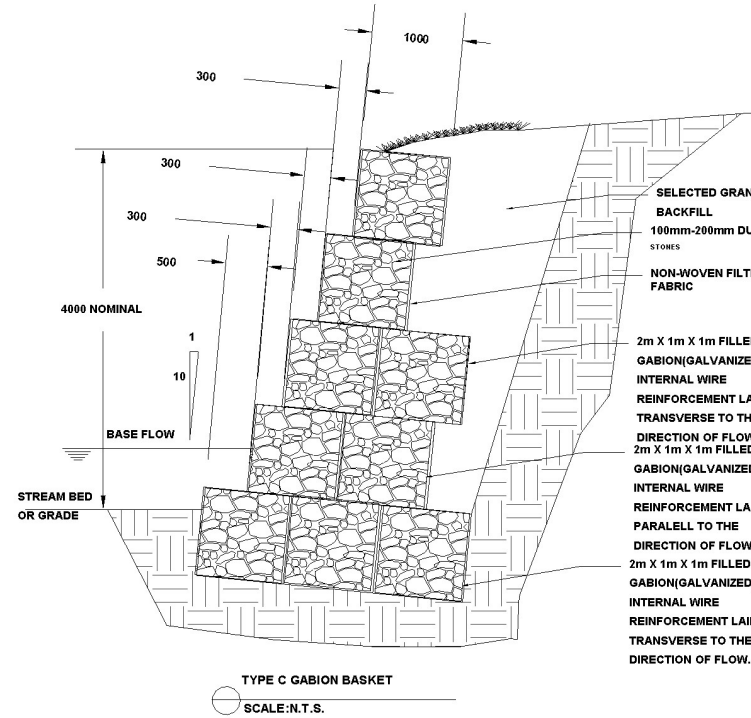 1000
300
300
300
500
4000 NOMINAL
1
10
BASE FLOW
STREAM BED
OR GRADE
SELECTED GRAN
BACKFILL
100mm-200mm DU
STONES
NON-WOVEN FILT
FABRIC
2m X 1m X 1m FILLED
GABION(GALVANIZE
INTERNAL WIRE
REINFORCEMENT LA
TRANSVERSE TO TH
DIRECTION OF FLOW
2m X 1m X 1m FILLED
GABION(GALVANIZED
INTERNAL WIRE
REINFORCEMENT LA
PARALELL TO THE
DIRECTION OF FLOW
2m X 1m X 1m FILLED
GABION(GALVANIZED
INTERNAL WIRE
REINFORCEMENT LAI
TRANSVERSE TO THE
DIRECTION OF FLOW.
TYPE C GABION BASKET
SCALE:N.T.S.